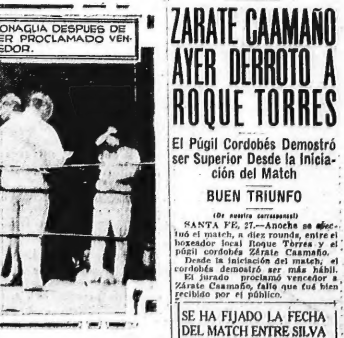 ONAGLIA DESPUES DE
ER PROCLAMADO VEN-
SEDOR.
ZARATE CAAMAÑO
AYER DERROTO A
ROQUE TORRES
El Púgil Cordobés Demostró
ser Superior Desde la Inicia-
ción del Match
BUEN TRIUNFO
(De nuestro corresponsal)
SANTA FE, 27.—Anoche se efec-
tuó el match, a diez rounds, entre el
boxeador local Roque Torres y el
púgil cordobés Zárate Caamaño.
Desde la iniciación del match, el
cordobés demostró ser más hábil.
El jurado proclamó vencedor a
Zárate Caamaño, fallo que fué bien
recibido por el público.
SE HA FIJADO LA FECHA
DEL MATCH ENTRE SILVA